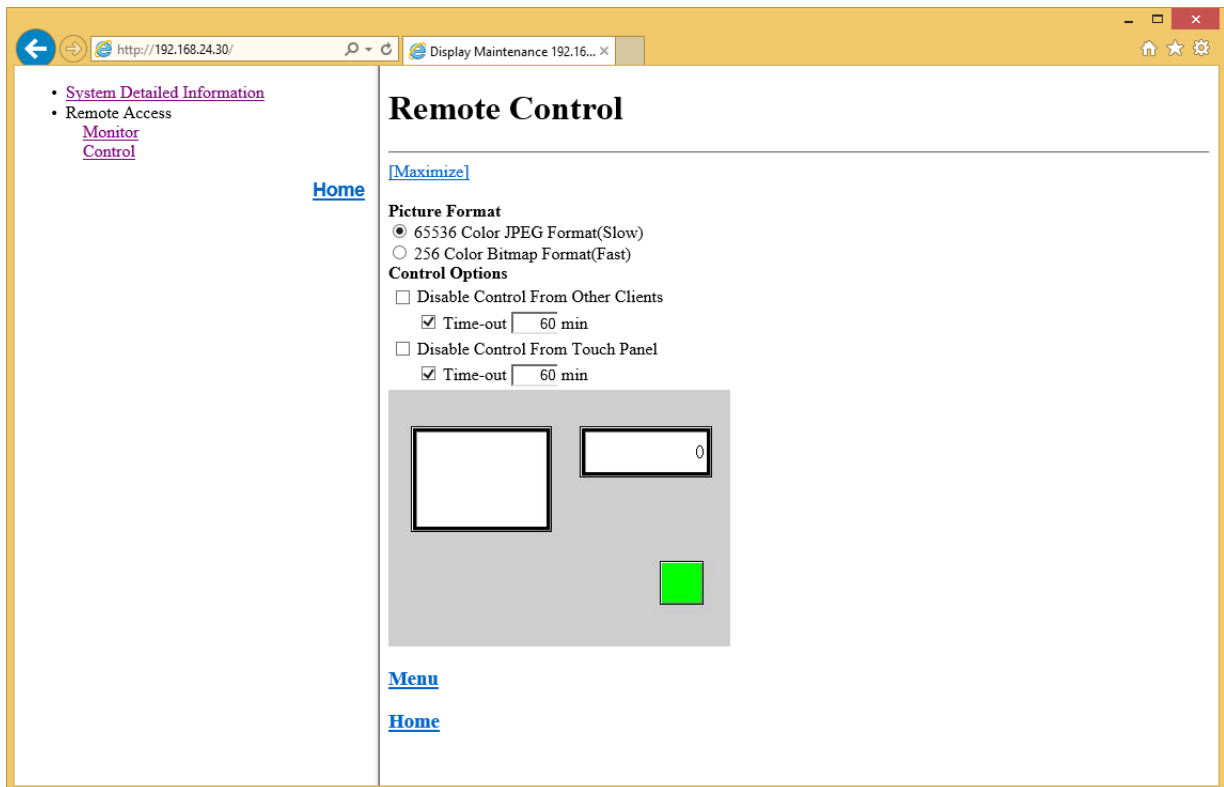 http://192.168.24.30/
Display Maintenance 192.16...
• System Detailed Information
• Remote Access
Monitor
Control
Home
Remote Control
[Maximize]
Picture Format
65536 Color JPEG Format(Slow)
256 Color Bitmap Format(Fast)
Control Options
Disable Control From Other Clients
Time-out 60 min
Disable Control From Touch Panel
Time-out 60 min
0
Menu
Home